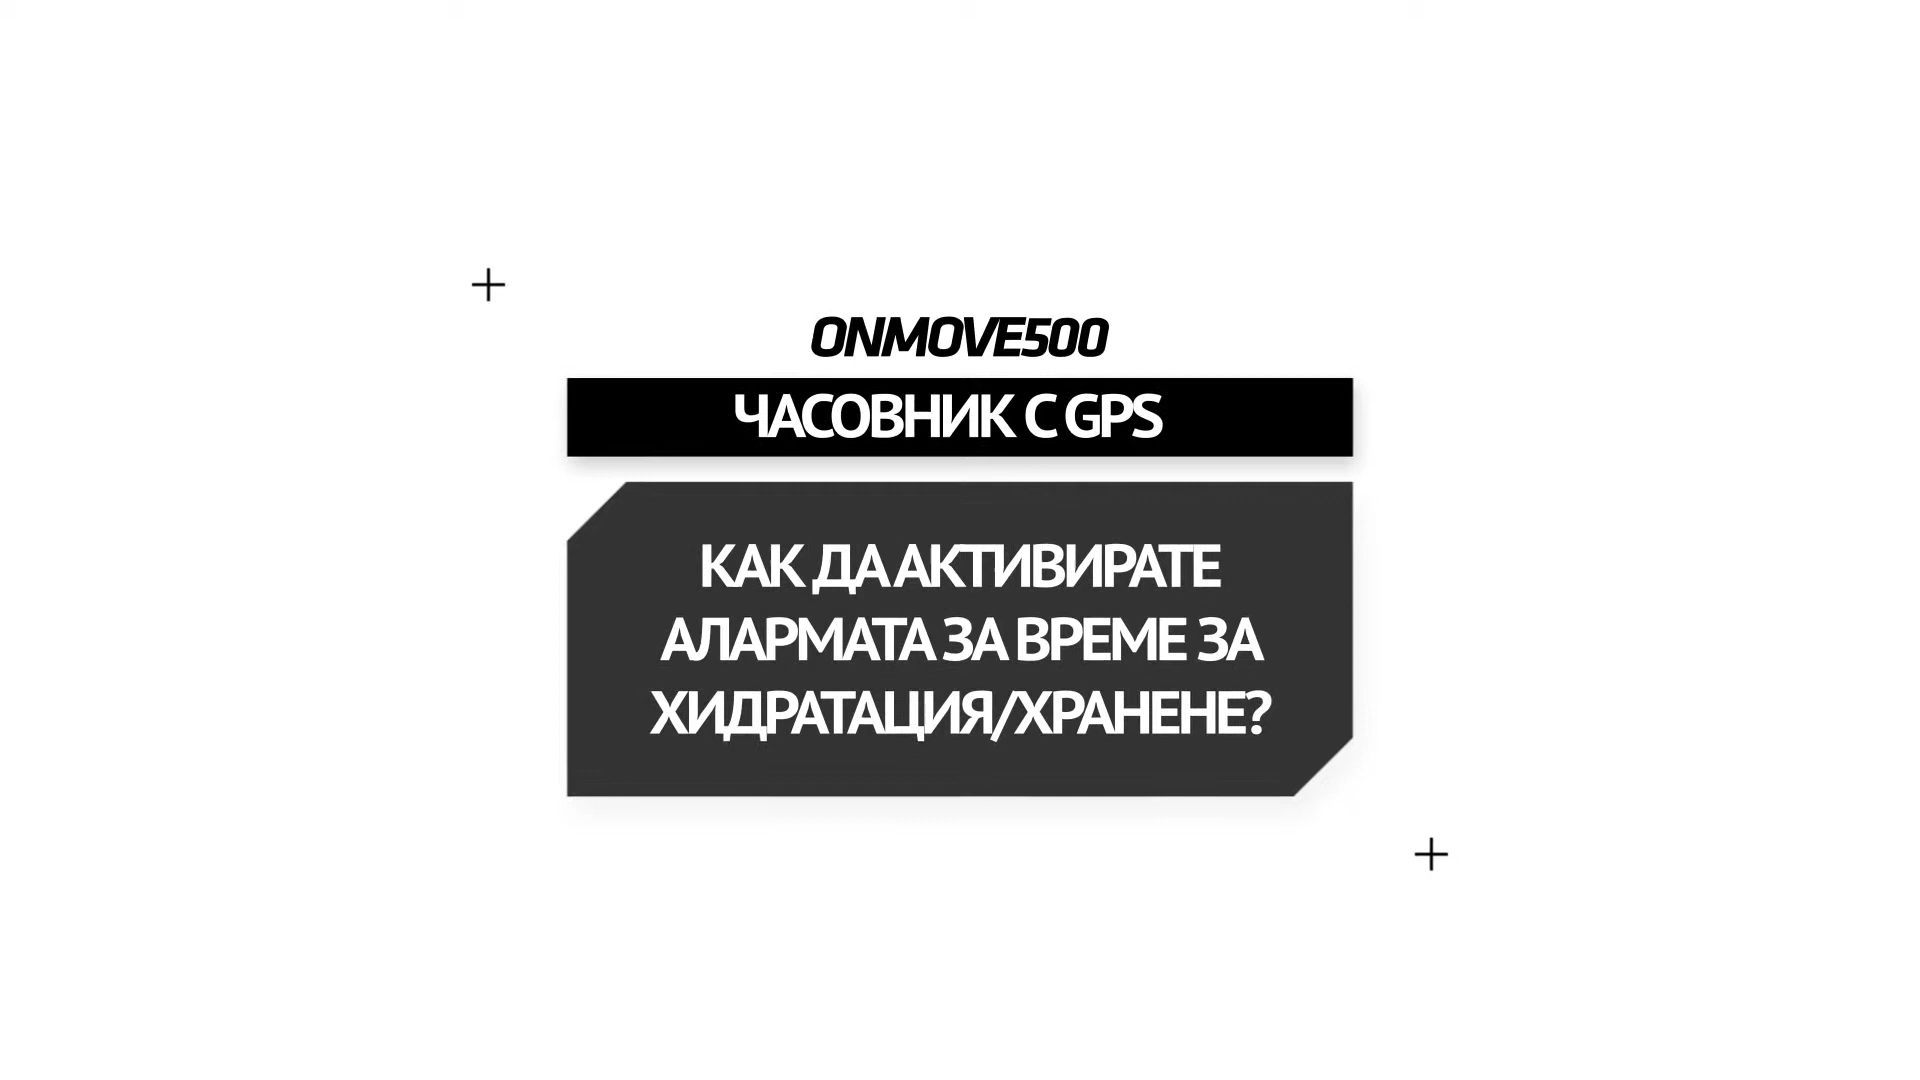 ONMOVE500
ЧАСОВНИК С GPS
КАК ДА АКТИВИРАТЕ
АЛАРМАТА ЗА ВРЕМЕ ЗА
ХИДРАТАЦИЯ/ХРАНЕНЕ?